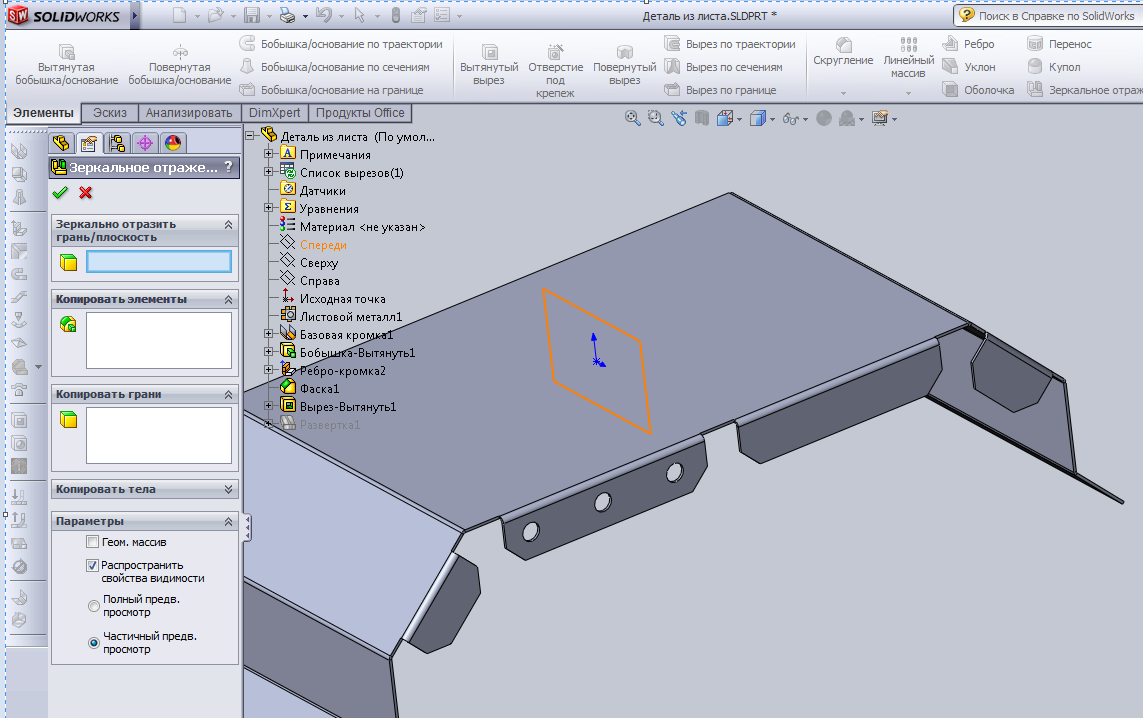 SOLIDWORKS
Деталь из листа.SLDPRT *
Поиск в Справке по SolidWorks
Вытянутая бобышка/основание
Повернутая бобышка/основание
Бобышка/основание по траектории
Бобышка/основание по сечениям
Бобышка/основание на границе
Вытянутый вырез
Отверстие под крепеж
Повернутый вырез
Вырез по траектории
Вырез по сечениям
Вырез по границе
Скругление
Линейный массив
Ребро
Уклон
Оболочка
Перенос
Купол
Зеркальное отраж
Элементы
Эскиз
Анализировать
DimXpert
Продукты Office
Зеркальное отраже... ?
Зеркально отразить
грань/плоскость
Копировать элементы
Копировать грани
Копировать тела
Параметры
Геом. массив
Распространить
свойства видимости
Полный предв.
просмотр
Частичный предв.
просмотр
Деталь из листа (По умол...
Примечания
Список вырезов(1)
Датчики
Уравнения
Материал <не указан>
Спереди
Сверху
Справа
Исходная точка
Листовой металл1
Базовая кромка1
Бобышка-Вытянуть1
Ребро-кромка2
Фаска1
Вырез-Вытянуть1
Развертка1